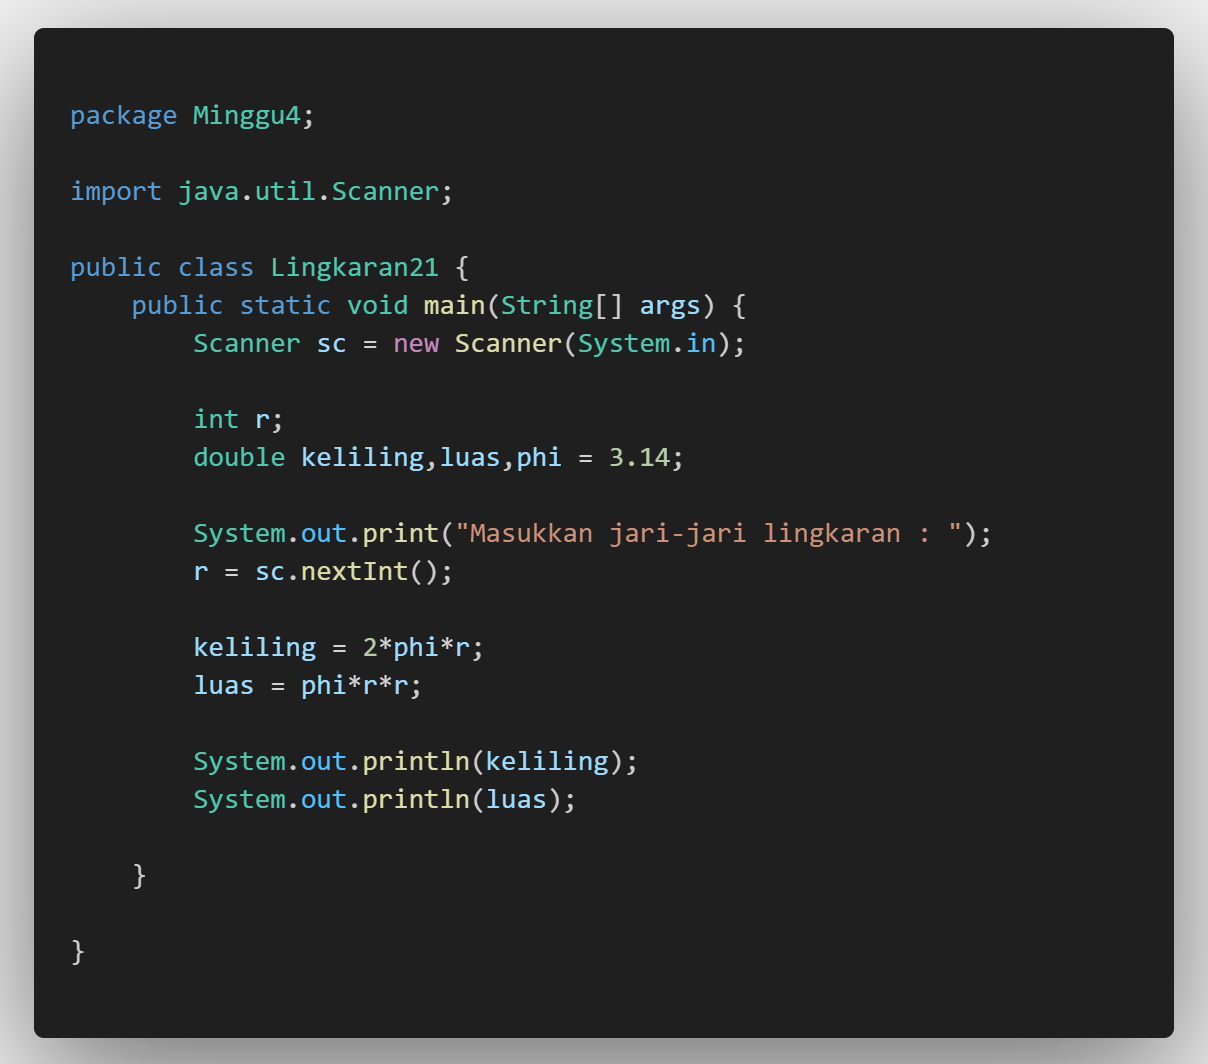 package Minggu4;
import java.util.Scanner;
public class Lingkaran21 {
public static void main(String[] args) {
Scanner sc = new Scanner(System.in);
int r;
double keliling,luas,phi = 3.14;
System.out.print("Masukkan jari-jari lingkaran : ");
r = sc.nextInt();
keliling = 2*phi*r;
luas = phi*r*r;
System.out.println(keliling);
System.out.println(luas);
}
}